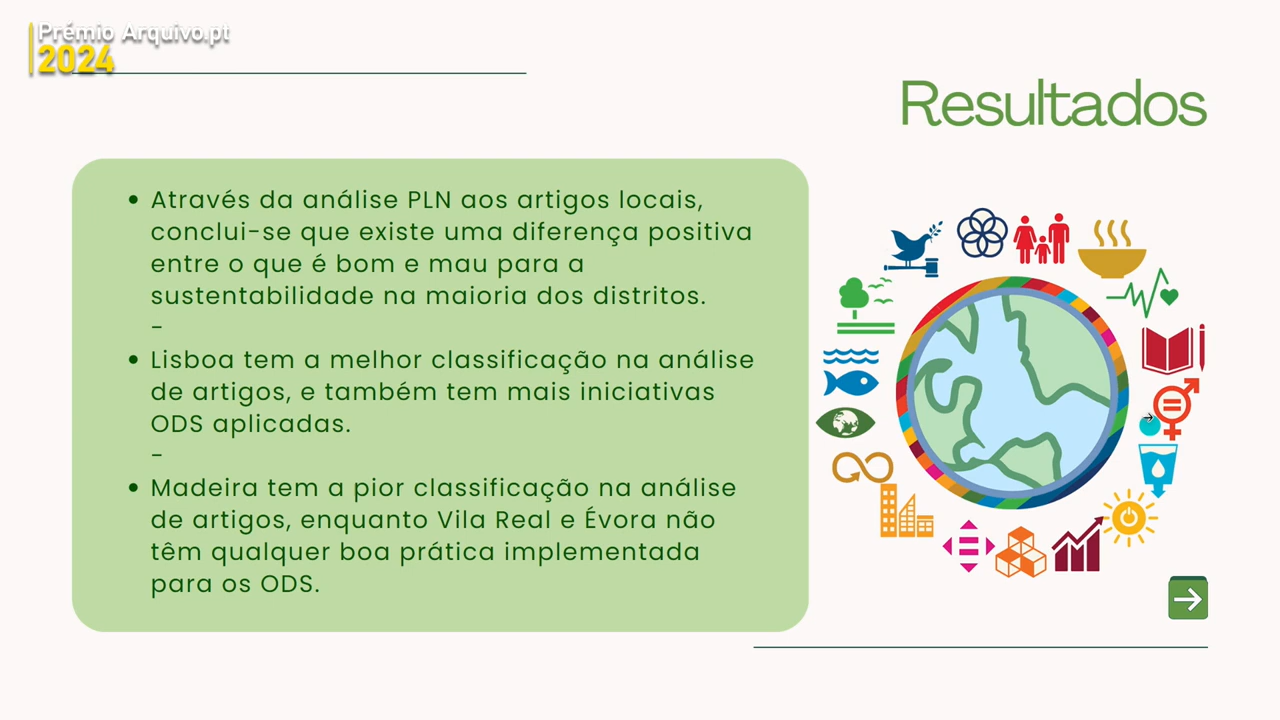 Prémio Arquivo.pt
2024
Resultados
• Através da análise PLN aos artigos locais,
conclui-se que existe uma diferença positiva
entre o que é bom e mau para a
sustentabilidade na maioria dos distritos.
–
• Lisboa tem a melhor classificação na análise
de artigos, e também tem mais iniciativas
ODS aplicadas.
–
• Madeira tem a pior classificação na análise
de artigos, enquanto Vila Real e Évora não
têm qualquer boa prática implementada
para os ODS.